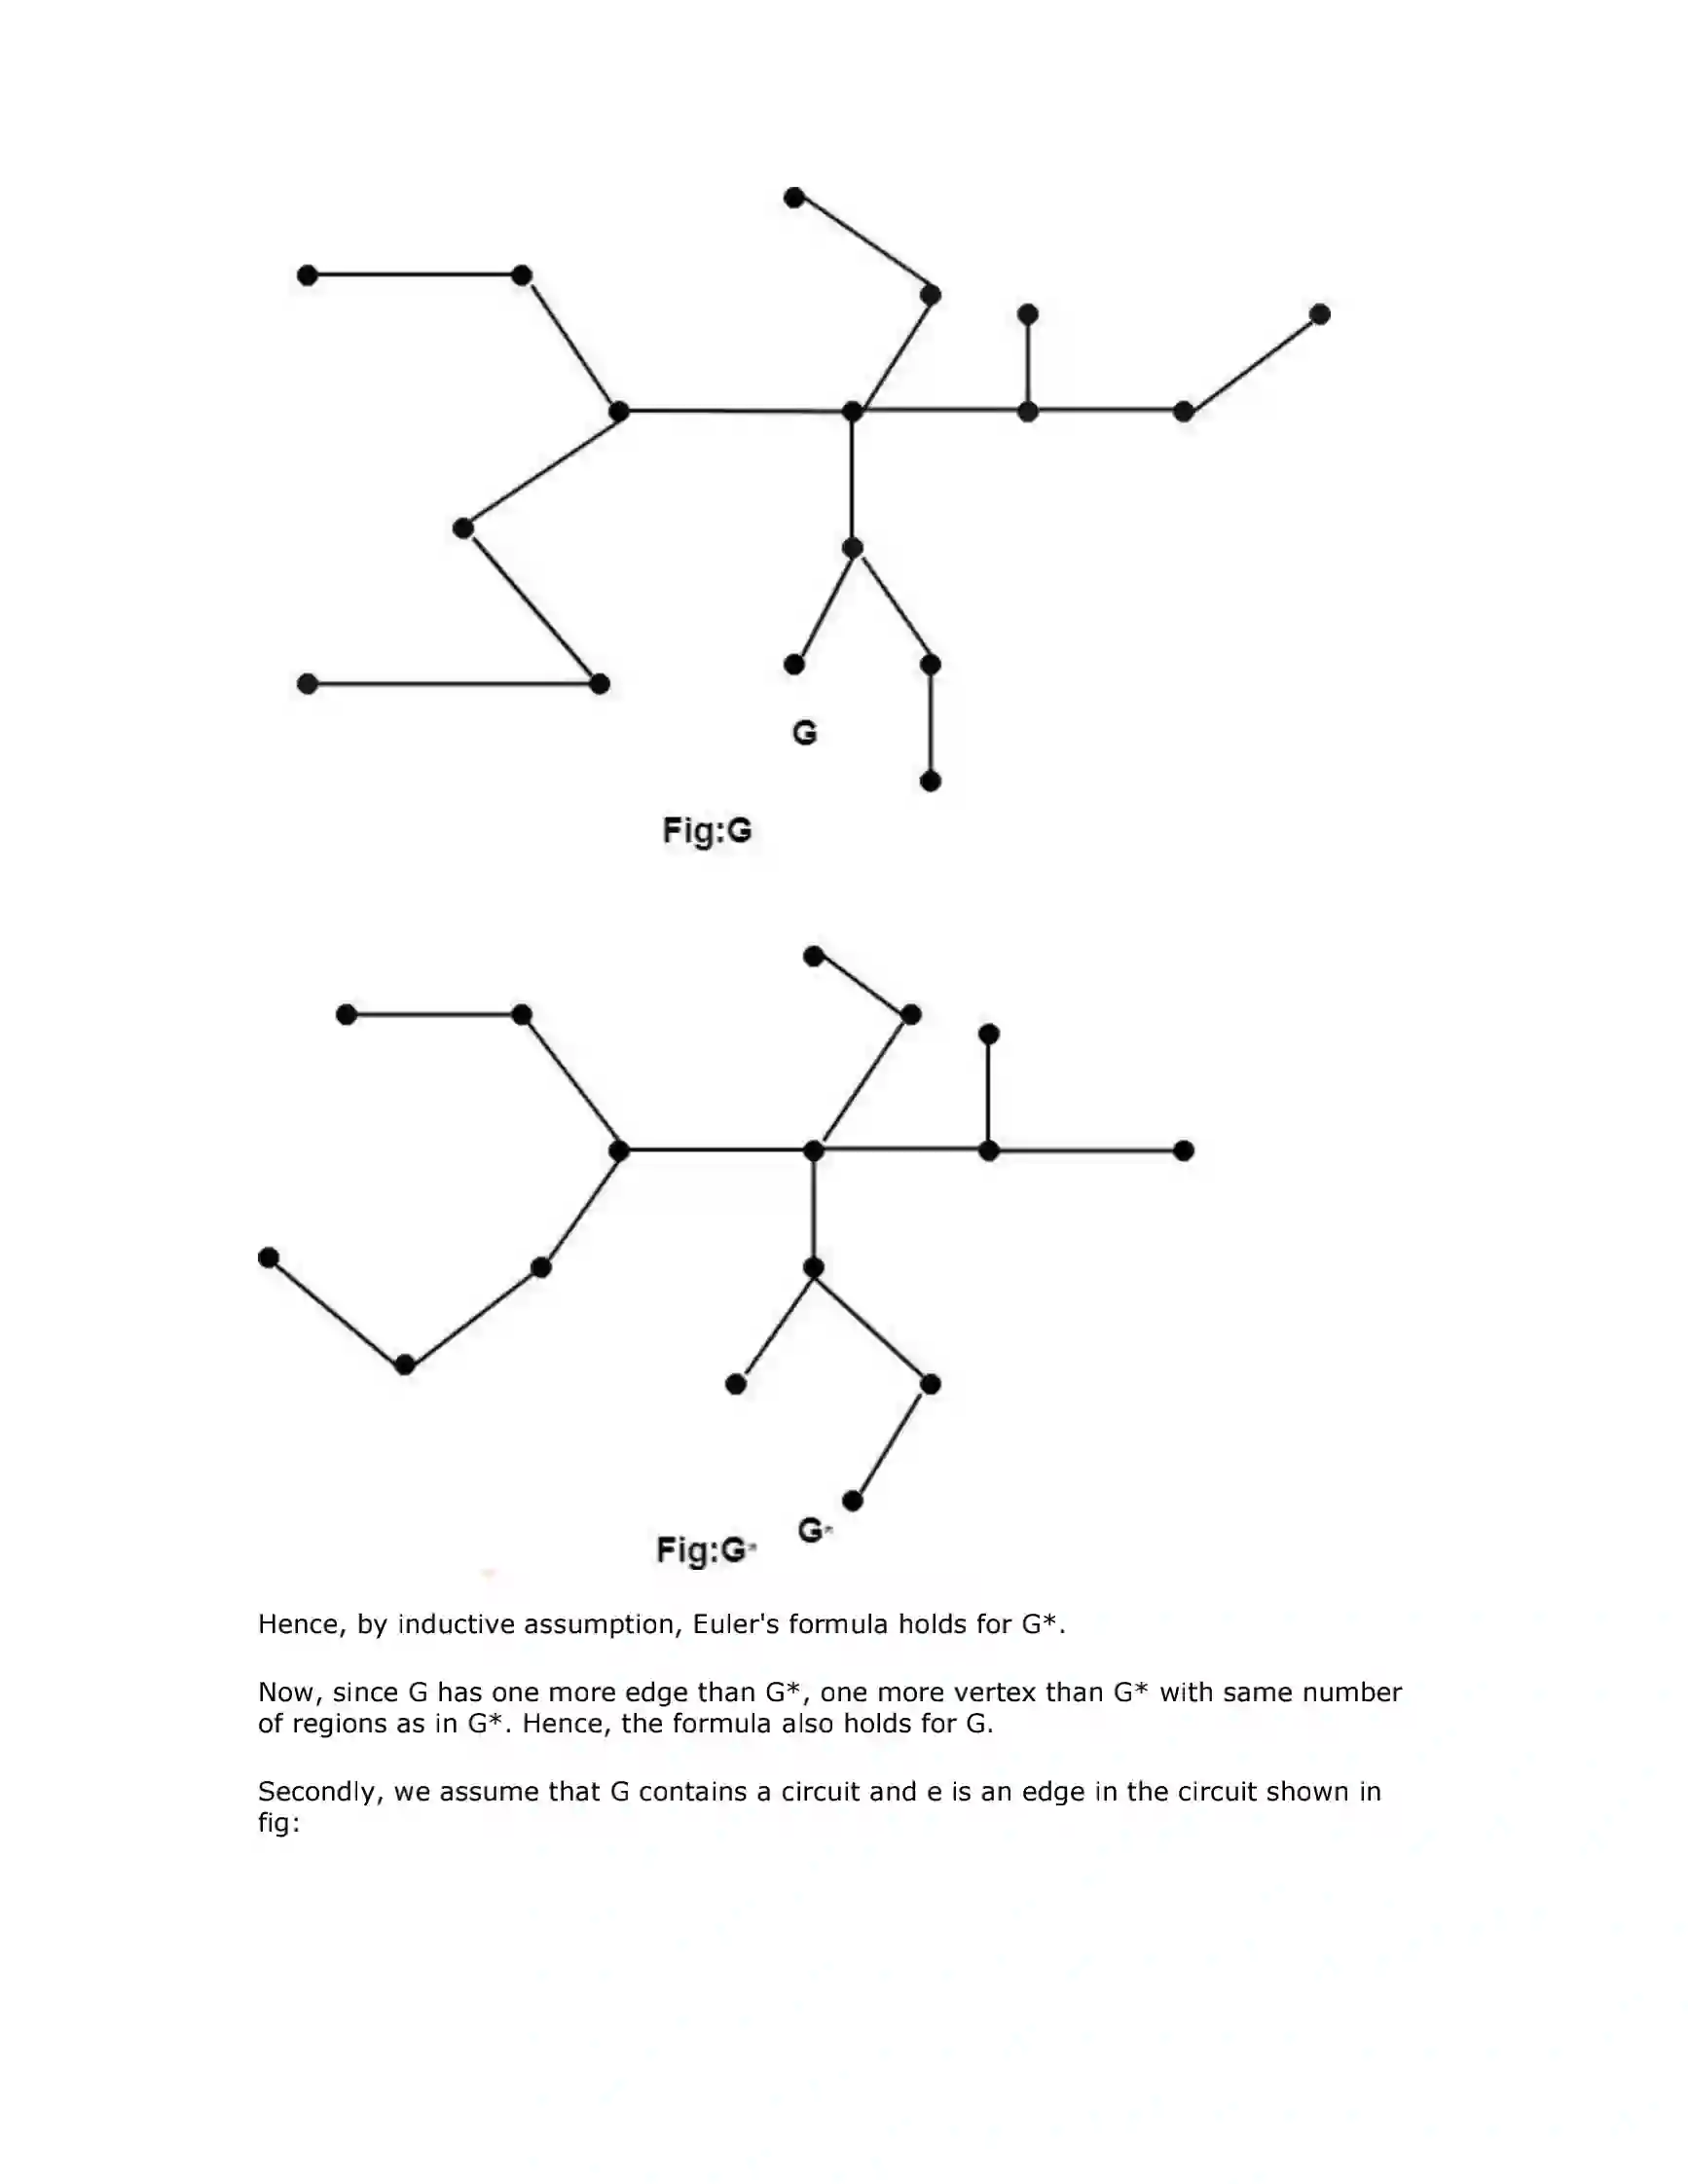 G
Fig:G
G*
Fig:G*
Hence, by inductive assumption, Euler's formula holds for G*.
Now, since G has one more edge than G*, one more vertex than G* with same number
of regions as in G*. Hence, the formula also holds for G.
Secondly, we assume that G contains a circuit and e is an edge in the circuit shown in
fig: